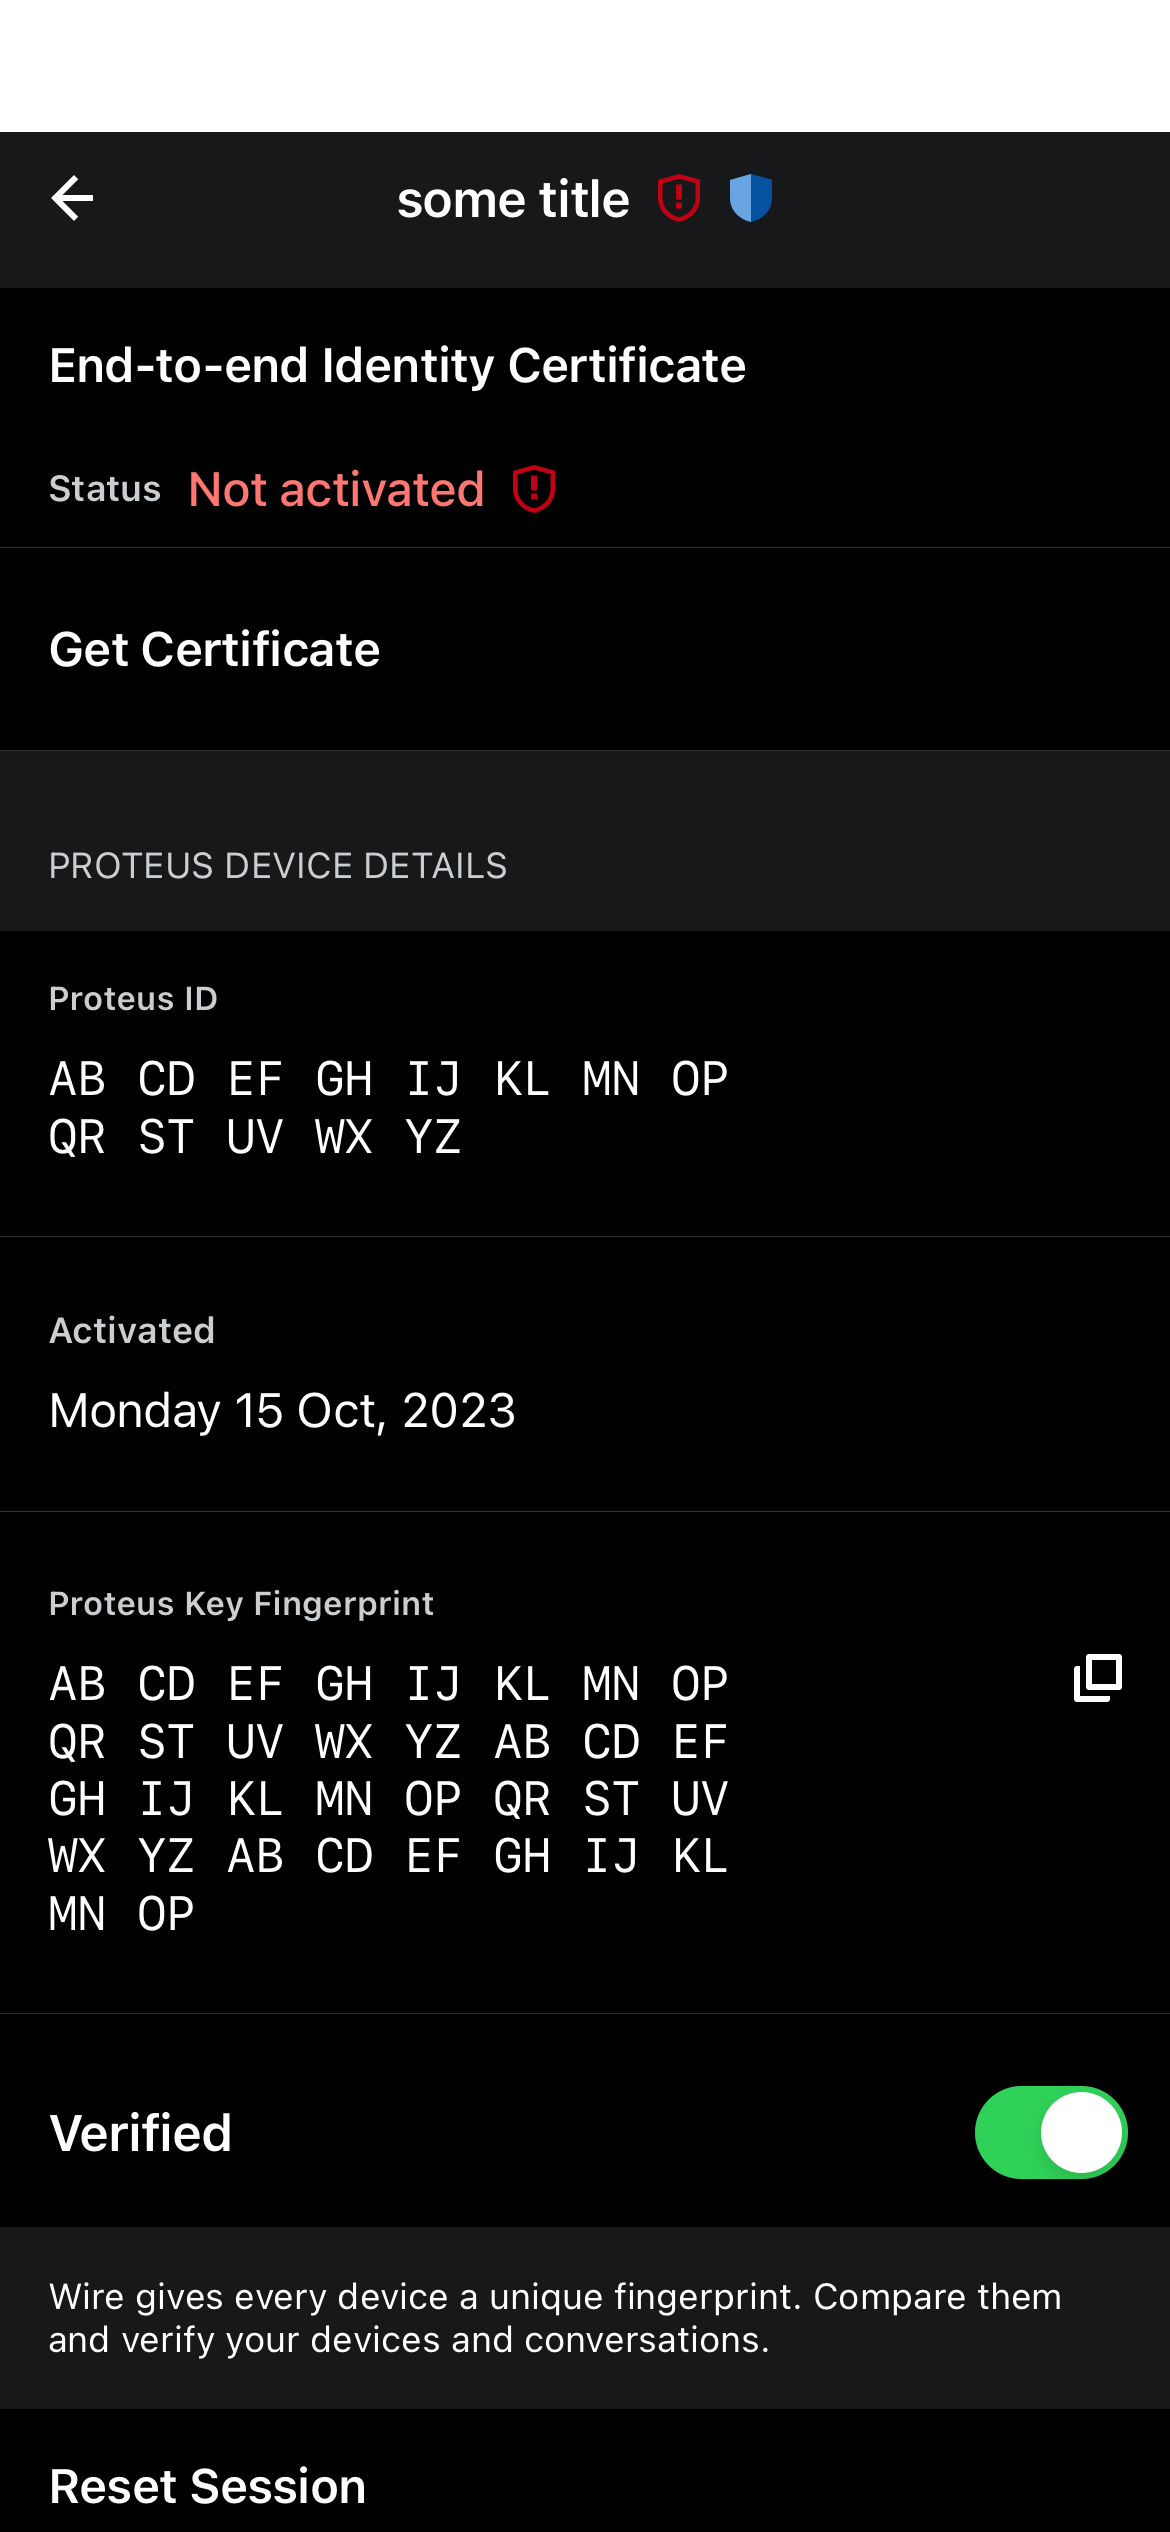 some title
End-to-end Identity Certificate
Status Not activated
Get Certificate
PROTEUS DEVICE DETAILS
Proteus ID
AB CD EF GH IJ KL MN OP
QR ST UV WX YZ
Activated
Monday 15 Oct, 2023
Proteus Key Fingerprint
AB CD EF GH IJ KL MN OP
QR ST UV WX YZ AB CD EF
GH IJ KL MN OP QR ST UV
WX YZ AB CD EF GH IJ KL
MN OP
Verified
Wire gives every device a unique fingerprint. Compare them
and verify your devices and conversations.
Reset Session